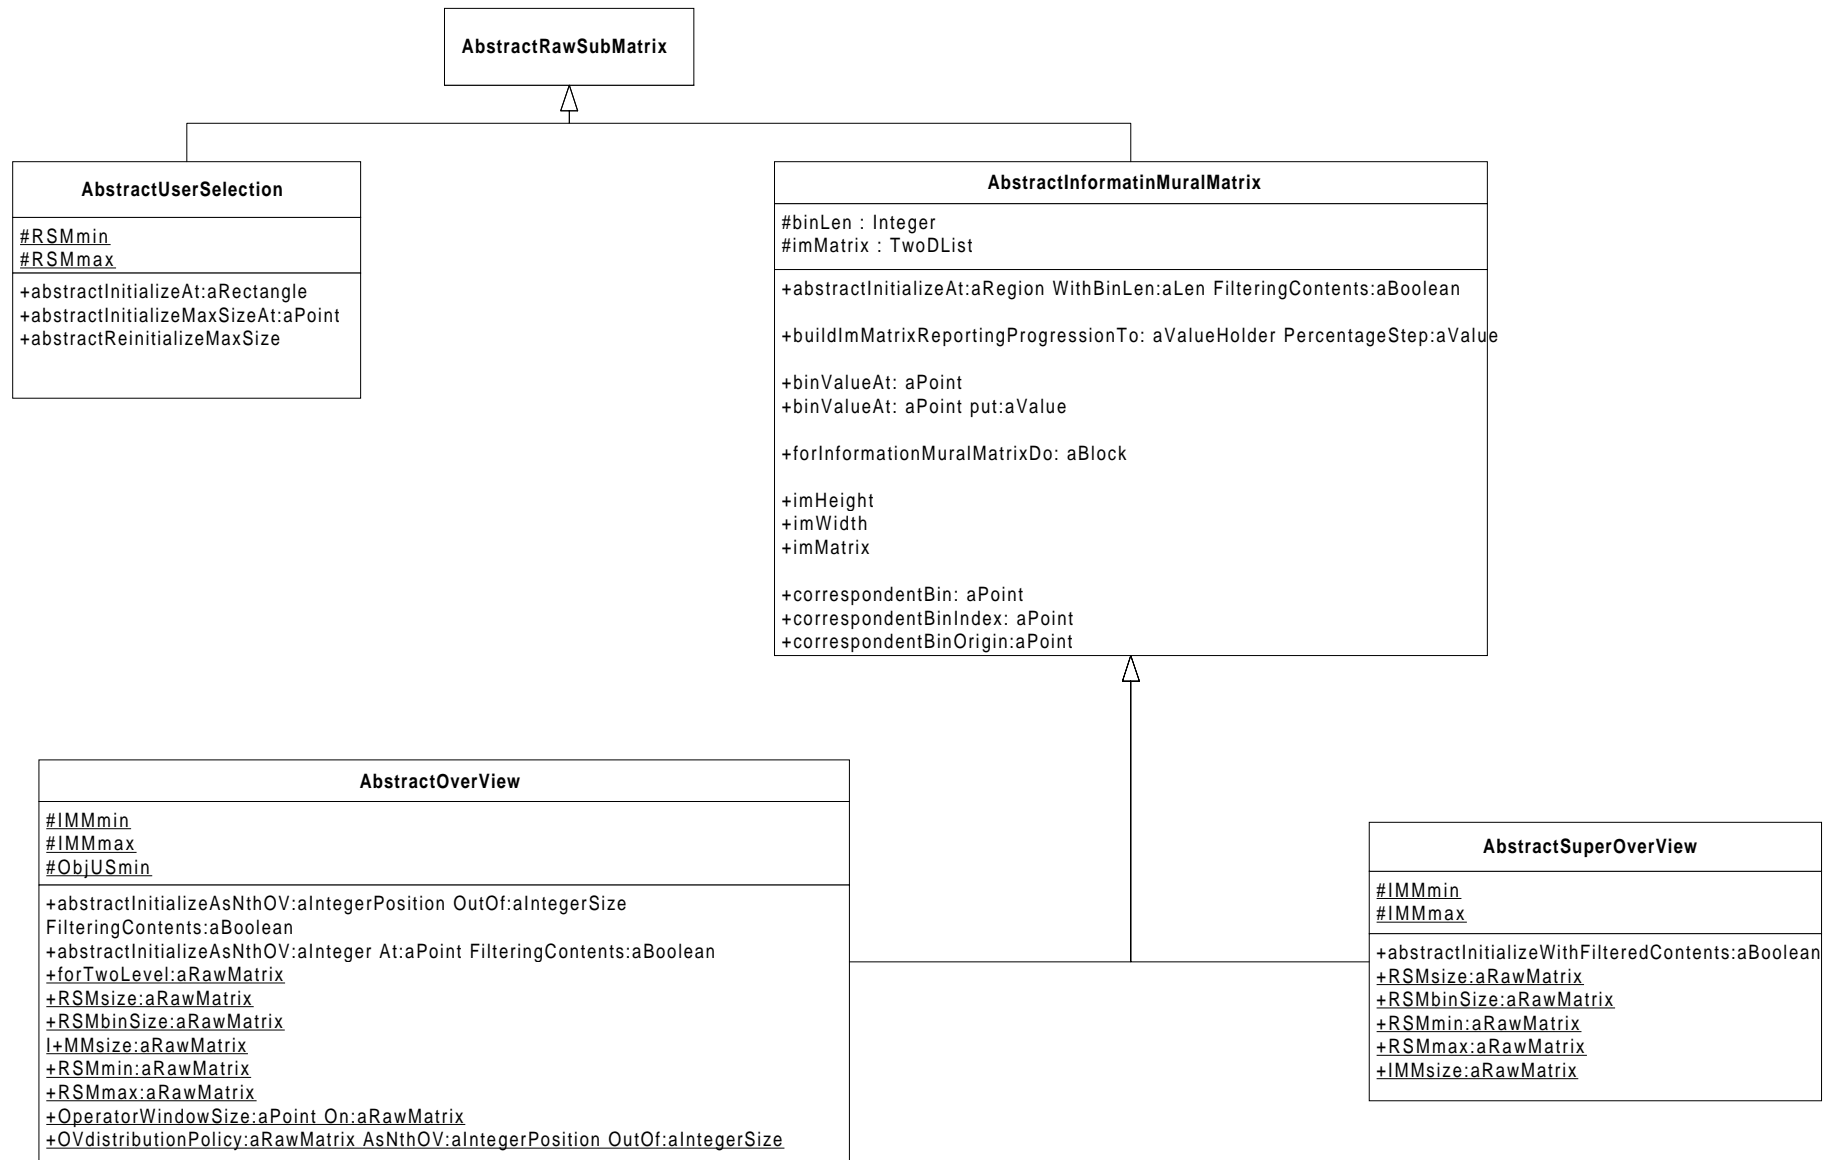 AbstractRawSubMatrix
AbstractUserSelection
#RSMmin
#RSMmax
+abstractInitializeAt:aRectangle
+abstractInitializeMaxSizeAt:aPoint
+abstractReinitializeMaxSize
AbstractInformatinMuralMatrix
#binLen : Integer
#imMatrix : TwoDList
+abstractInitializeAt:aRegion WithBinLen:aLen FilteringContents:aBoolean
+buildImMatrixReportingProgressionTo: aValueHolder PercentageStep:aValue
+binValueAt: aPoint
+binValueAt: aPoint put:aValue
+forInformationMuralMatrixDo: aBlock
+imHeight
+imWidth
+imMatrix
+correspondentBin: aPoint
+correspondentBinIndex: aPoint
+correspondentBinOrigin:aPoint
AbstractOverView
#IMMmin
#IMMmax
#ObjUSmin
+abstractInitializeAsNthOV:aIntegerPosition OutOf:aIntegerSize
FilteringContents:aBoolean
+abstractInitializeAsNthOV:aInteger At:aPoint FilteringContents:aBoolean
+forTwoLevel:aRawMatrix
+RSMsize:aRawMatrix
+RSMbinSize:aRawMatrix
I+MMsize:aRawMatrix
+RSMmin:aRawMatrix
+RSMmax:aRawMatrix
+OperatorWindowSize:aPoint On:aRawMatrix
+OVdistributionPolicy:aRawMatrix AsNthOV:aIntegerPosition OutOf:aIntegerSize
AbstractSuperOverView
#IMMmin
#IMMmax
+abstractInitializeWithFilteredContents:aBoolean
+RSMsize:aRawMatrix
+RSMbinSize:aRawMatrix
+RSMmin:aRawMatrix
+RSMmax:aRawMatrix
+IMMsize:aRawMatrix